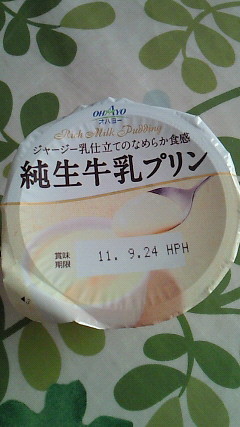 OHAYO
オハヨー
Rich Milk Pudding
ジャージー乳仕立てのなめらか食感
純生牛乳プリン
賞味
期限
11. 9.24 HPH